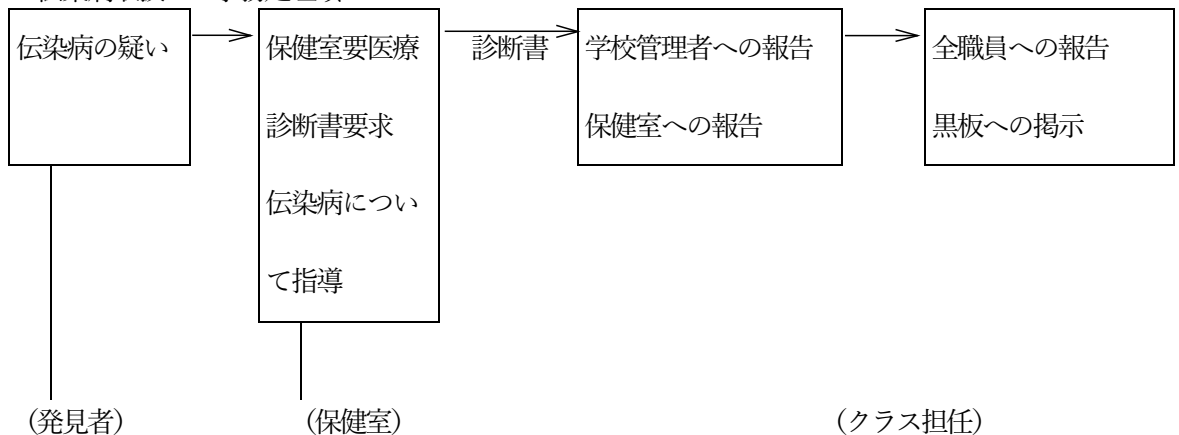 伝染病の疑い
保健室要医療
診断書要求
伝染病につい
て指導
診断書
学校管理者への報告
保健室への報告
全職員への報告
黒板への掲示
（発見者）
（保健室）
（クラス担任）